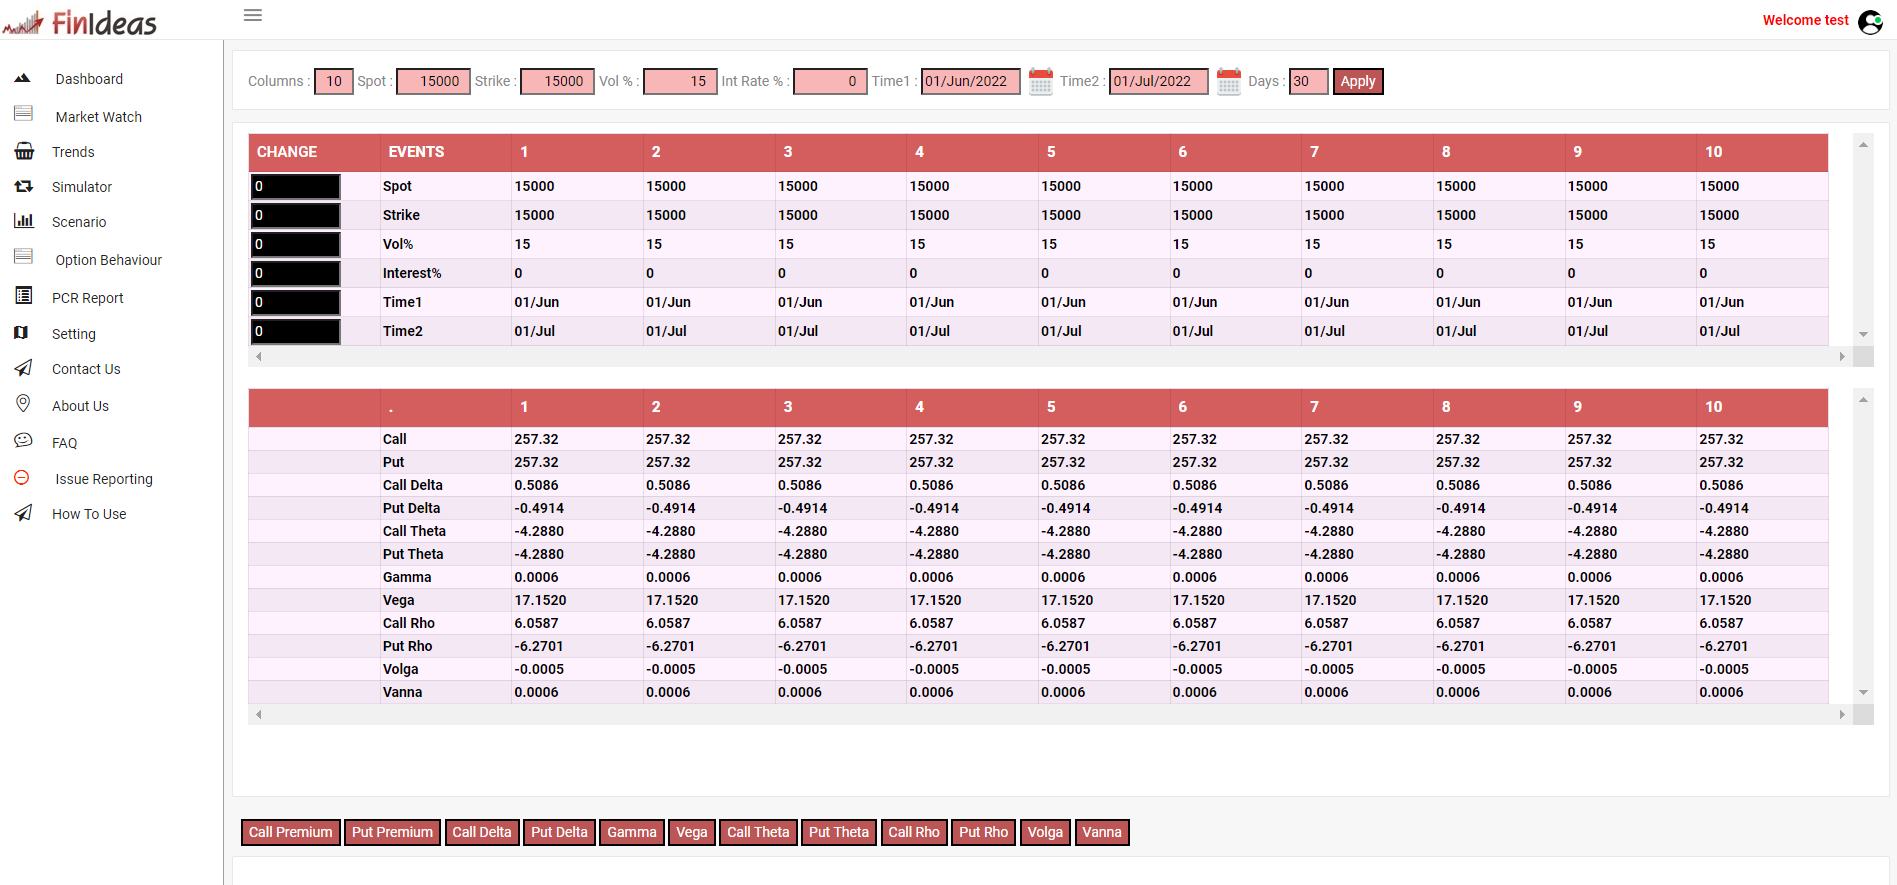 FinIdeas
Welcome test
Dashboard
Market Watch
Trends
Simulator
Scenario
Option Behaviour
PCR Report
Setting
Contact Us
About Us
FAQ
Issue Reporting
How To Use
Columns : 10 Spot : 15000 Strike : 15000 Vol % : 15 Int Rate % : 0 Time1 : 01/Jun/2022 Time2 : 01/Jul/2022 Days : 30 Apply
CHANGE EVENTS 1 2 3 4 5 6 7 8 9 10
0 Spot 15000 15000 15000 15000 15000 15000 15000 15000 15000 15000
0 Strike 15000 15000 15000 15000 15000 15000 15000 15000 15000 15000
0 Vol% 15 15 15 15 15 15 15 15 15 15
0 Interest% 0 0 0 0 0 0 0 0 0 0
0 Time1 01/Jun 01/Jun 01/Jun 01/Jun 01/Jun 01/Jun 01/Jun 01/Jun 01/Jun 01/Jun
0 Time2 01/Jul 01/Jul 01/Jul 01/Jul 01/Jul 01/Jul 01/Jul 01/Jul 01/Jul 01/Jul
. 1 2 3 4 5 6 7 8 9 10
Call 257.32 257.32 257.32 257.32 257.32 257.32 257.32 257.32 257.32 257.32
Put 257.32 257.32 257.32 257.32 257.32 257.32 257.32 257.32 257.32 257.32
Call Delta 0.5086 0.5086 0.5086 0.5086 0.5086 0.5086 0.5086 0.5086 0.5086 0.5086
Put Delta -0.4914 -0.4914 -0.4914 -0.4914 -0.4914 -0.4914 -0.4914 -0.4914 -0.4914 -0.4914
Call Theta -4.2880 -4.2880 -4.2880 -4.2880 -4.2880 -4.2880 -4.2880 -4.2880 -4.2880 -4.2880
Put Theta -4.2880 -4.2880 -4.2880 -4.2880 -4.2880 -4.2880 -4.2880 -4.2880 -4.2880 -4.2880
Gamma 0.0006 0.0006 0.0006 0.0006 0.0006 0.0006 0.0006 0.0006 0.0006 0.0006
Vega 17.1520 17.1520 17.1520 17.1520 17.1520 17.1520 17.1520 17.1520 17.1520 17.1520
Call Rho 6.0587 6.0587 6.0587 6.0587 6.0587 6.0587 6.0587 6.0587 6.0587 6.0587
Put Rho -6.2701 -6.2701 -6.2701 -6.2701 -6.2701 -6.2701 -6.2701 -6.2701 -6.2701 -6.2701
Volga -0.0005 -0.0005 -0.0005 -0.0005 -0.0005 -0.0005 -0.0005 -0.0005 -0.0005 -0.0005
Vanna 0.0006 0.0006 0.0006 0.0006 0.0006 0.0006 0.0006 0.0006 0.0006 0.0006
Call Premium Put Premium Call Delta Put Delta Gamma Vega Call Theta Put Theta Call Rho Put Rho Volga Vanna